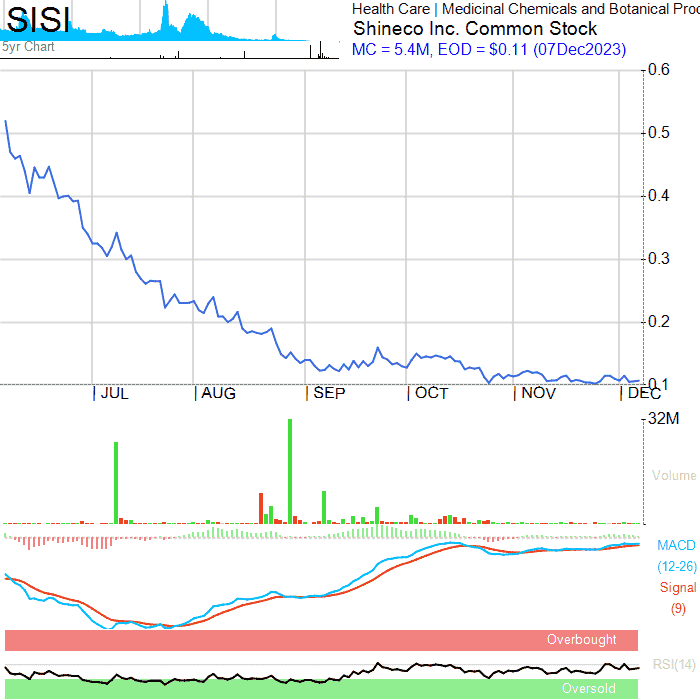 SISI
5yr Chart
Health Care | Medicinal Chemicals and Botanical Proc
Shineco Inc. Common Stock
MC = 5.4M, EOD = $0.11 (07Dec2023)
0.6
0.5
0.4
0.3
0.2
0.1
JUL AUG SEP OCT NOV DEC
32M
Volume
MACD
(12-26)
Signal
(9)
Overbought
RSI(14)
Oversold